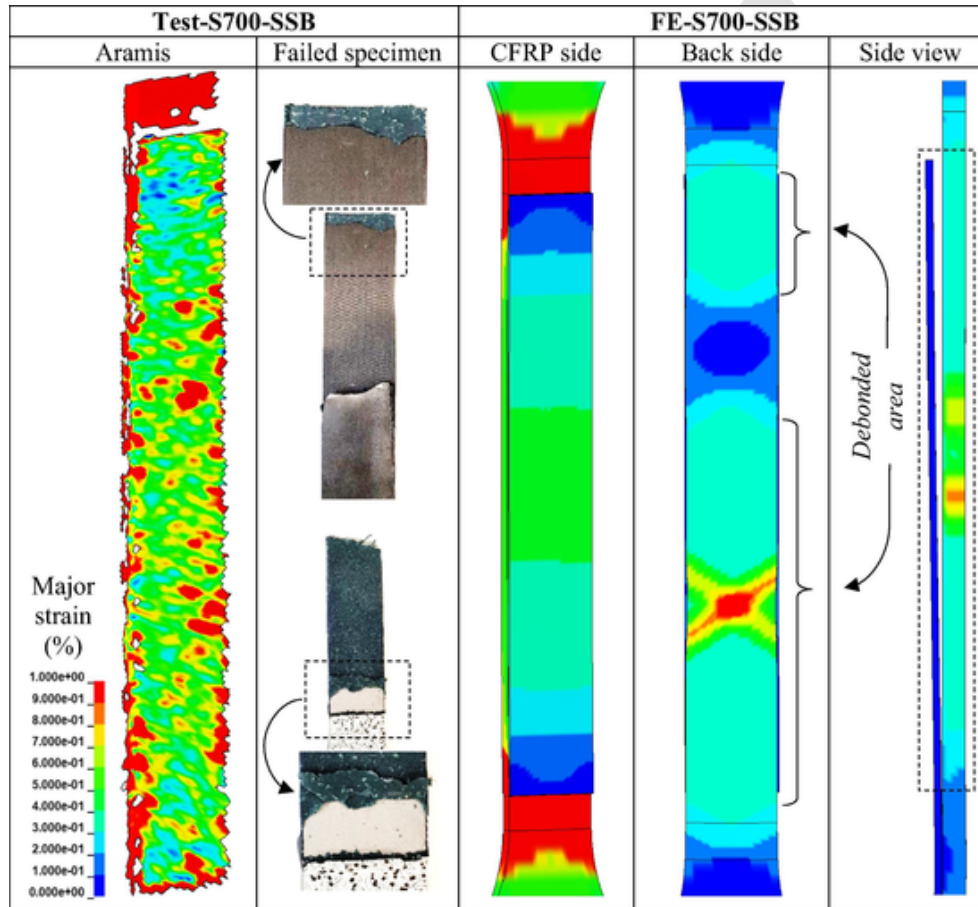 Test-S700-SSB
FE-S700-SSB
Aramis
Failed specimen
CFRP side
Back side
Side view
Major
strain
(%)
1.000e+00
9.000e-01
8.000e-01
7.000e-01
6.000e-01
5.000e-01
4.000e-01
3.000e-01
2.000e-01
1.000e-01
0.000e+00
Debonded
area